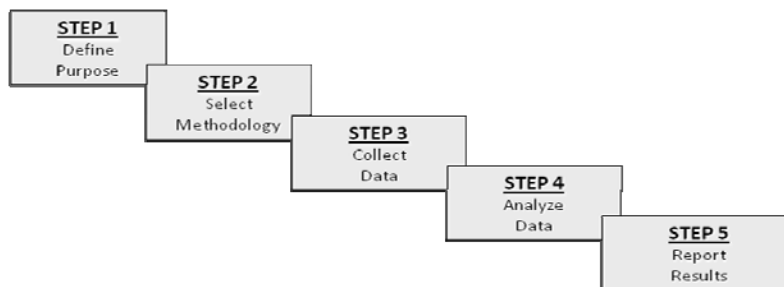 STEP 1
Define
Purpose
STEP 2
Select
Methodology
STEP 3
Collect
Data
STEP 4
Analyze
Data
STEP 5
Report
Results